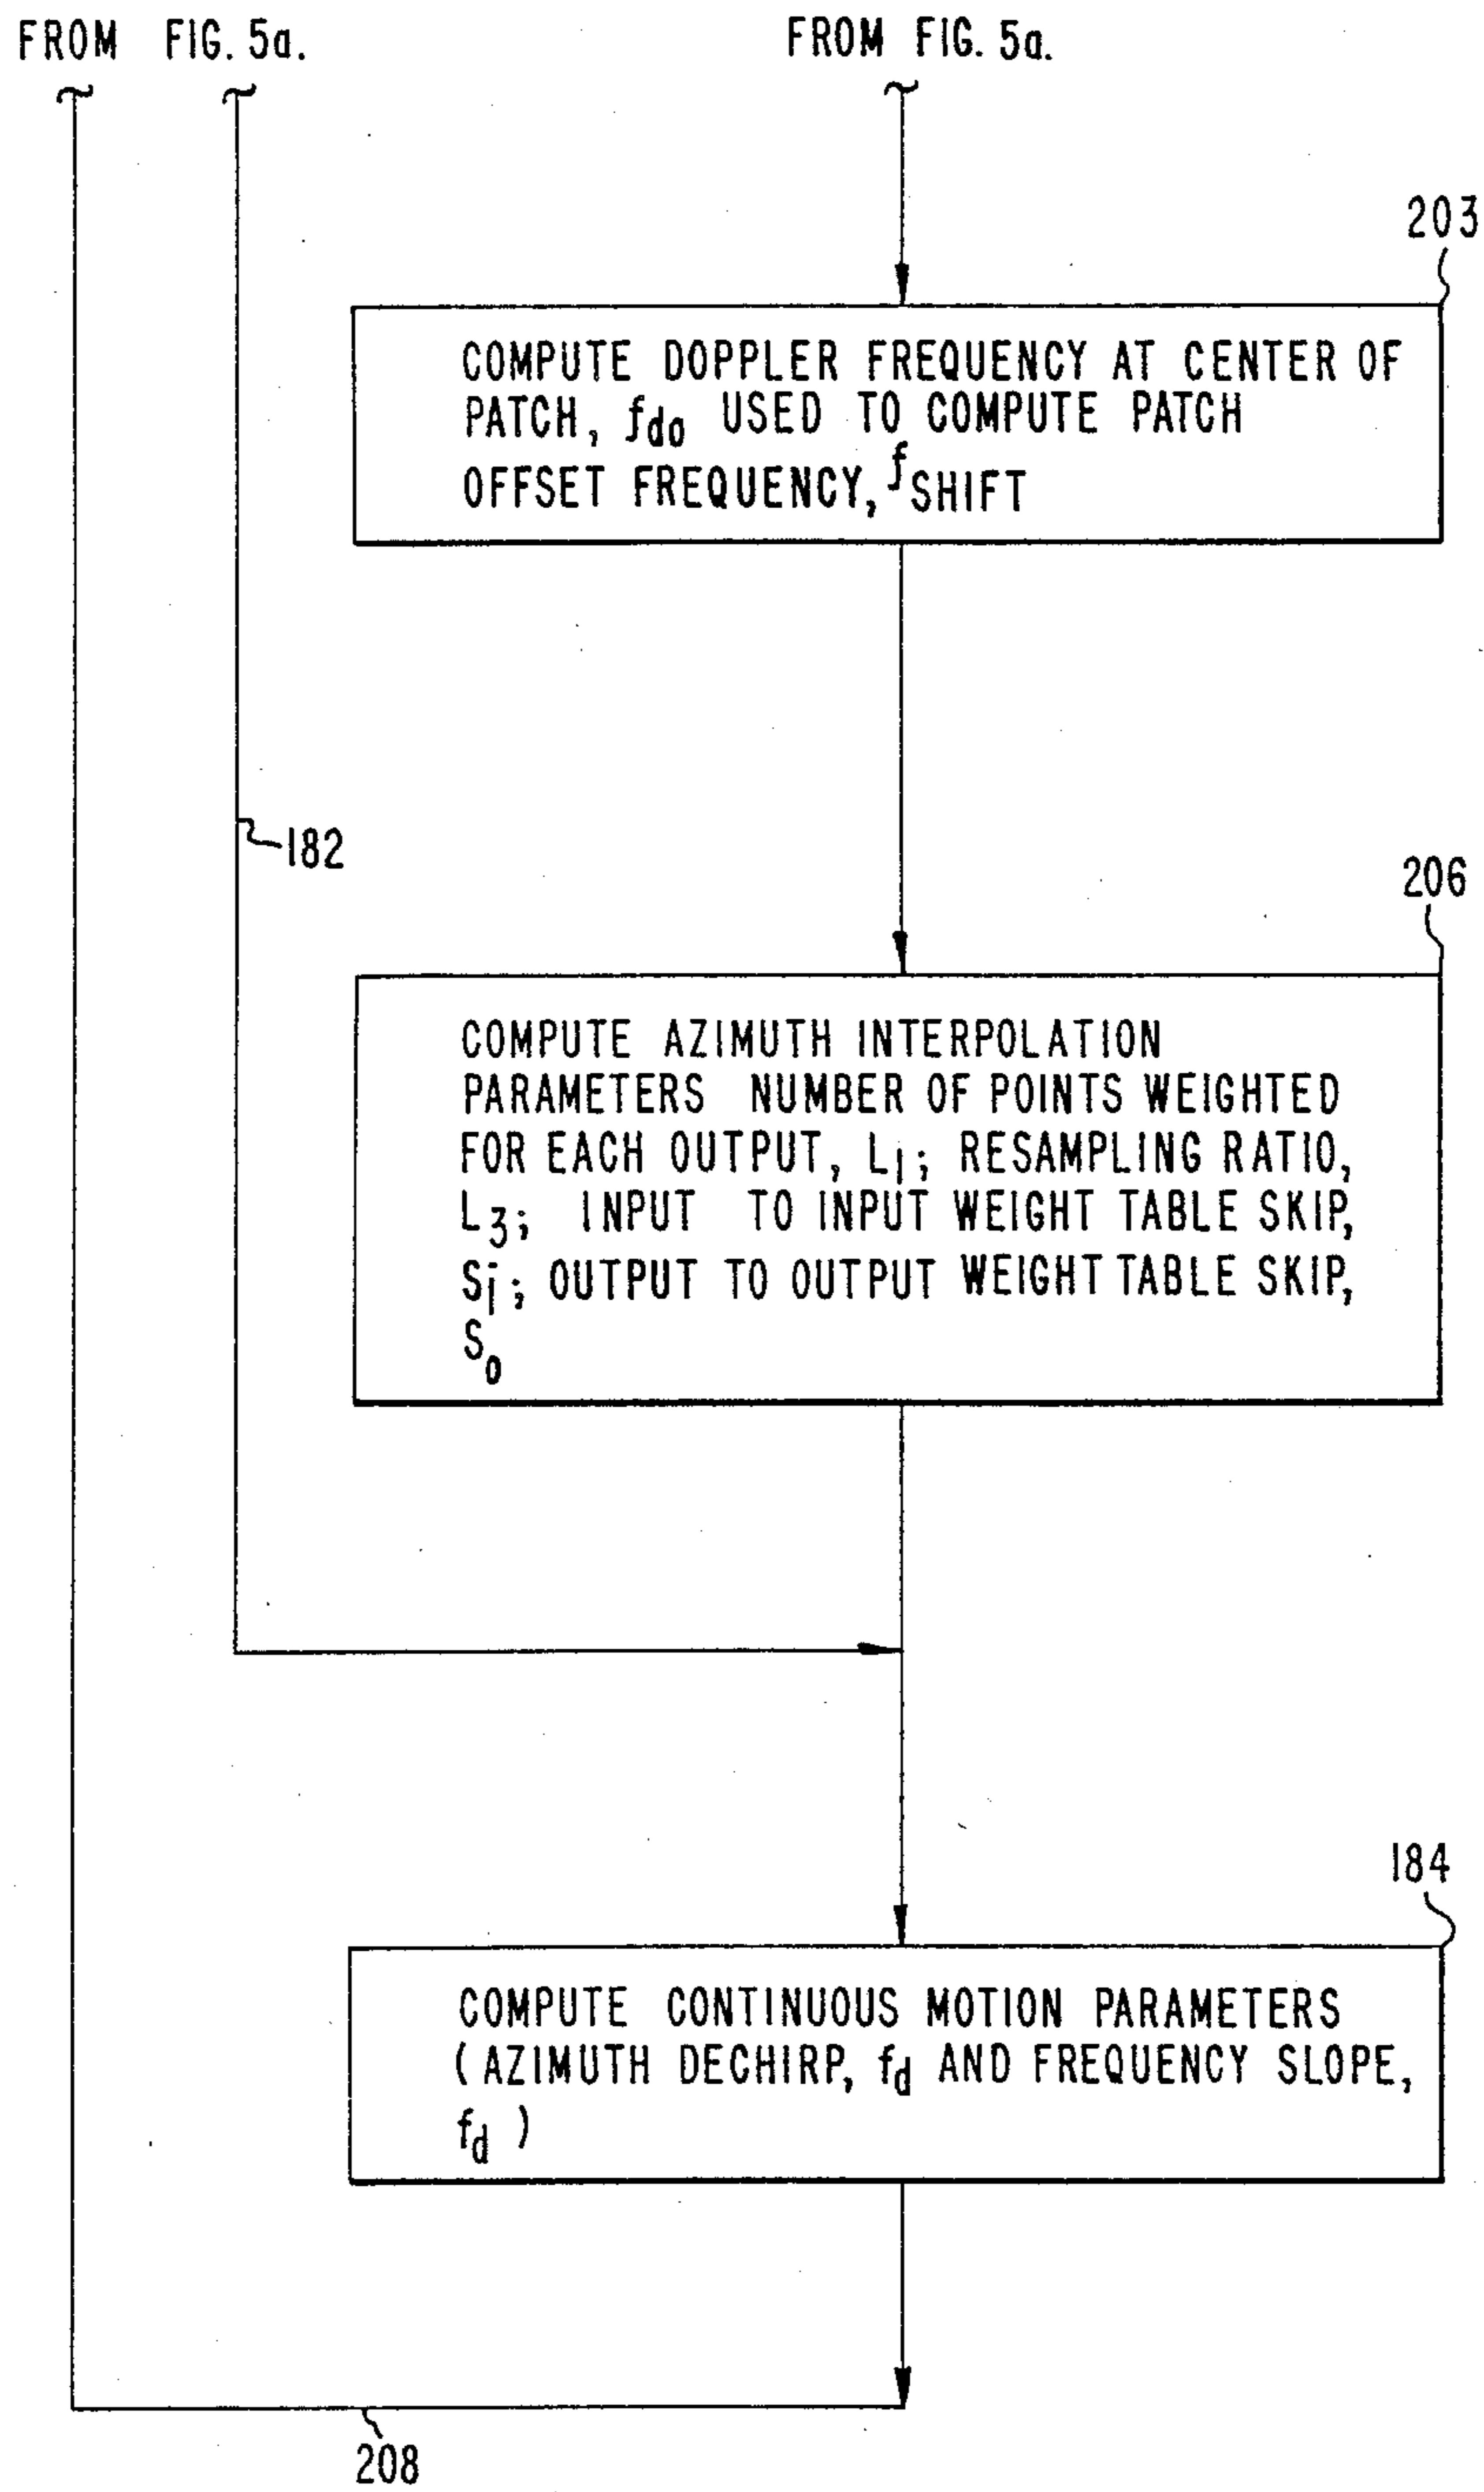 FROM FIG. 5a.
FROM FIG. 5a.
203
COMPUTE DOPPLER FREQUENCY AT CENTER OF
PATCH, fdo USED TO COMPUTE PATCH
OFFSET FREQUENCY, fSHIFT
182
206
COMPUTE AZIMUTH INTERPOLATION
PARAMETERS NUMBER OF POINTS WEIGHTED
FOR EACH OUTPUT, L1; RESAMPLING RATIO,
L3; INPUT TO INPUT WEIGHT TABLE SKIP,
Si; OUTPUT TO OUTPUT WEIGHT TABLE SKIP,
So
184
COMPUTE CONTINUOUS MOTION PARAMETERS
(AZIMUTH DECHIRP, fd AND FREQUENCY SLOPE,
fd )
208